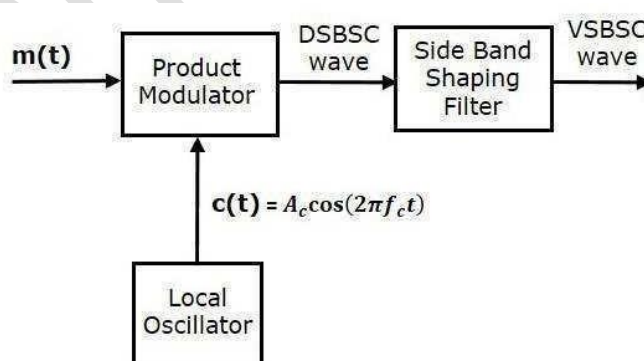 m(t)
Product
Modulator
DSBSC
wave
Side Band
Shaping
Filter
VSBSC
wave
c(t) = A_c cos(2πf_c t)
Local
Oscillator